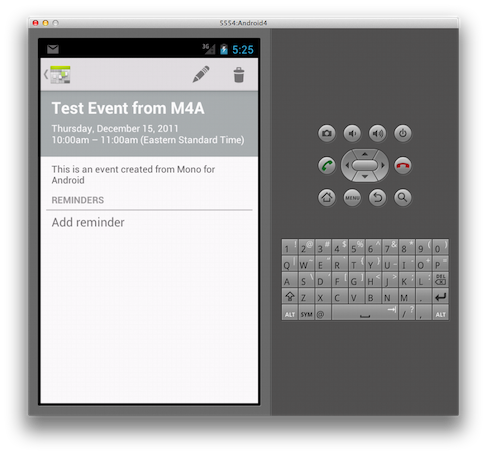 5554:Android4
3G
5:25
Test Event from M4A
Thursday, December 15, 2011
10:00am – 11:00am (Eastern Standard Time)
This is an event created from Mono for
Android
REMINDERS
Add reminder
MENU
1 2 @ 3 # 4 $ 5 % 6 ^ 7 & 8 * 9 ( 0 )
Q W E R T Y U I O P
A S D F G H J K L DEL
Z X C V B N M .
ALT SYM @ / ? , ALT